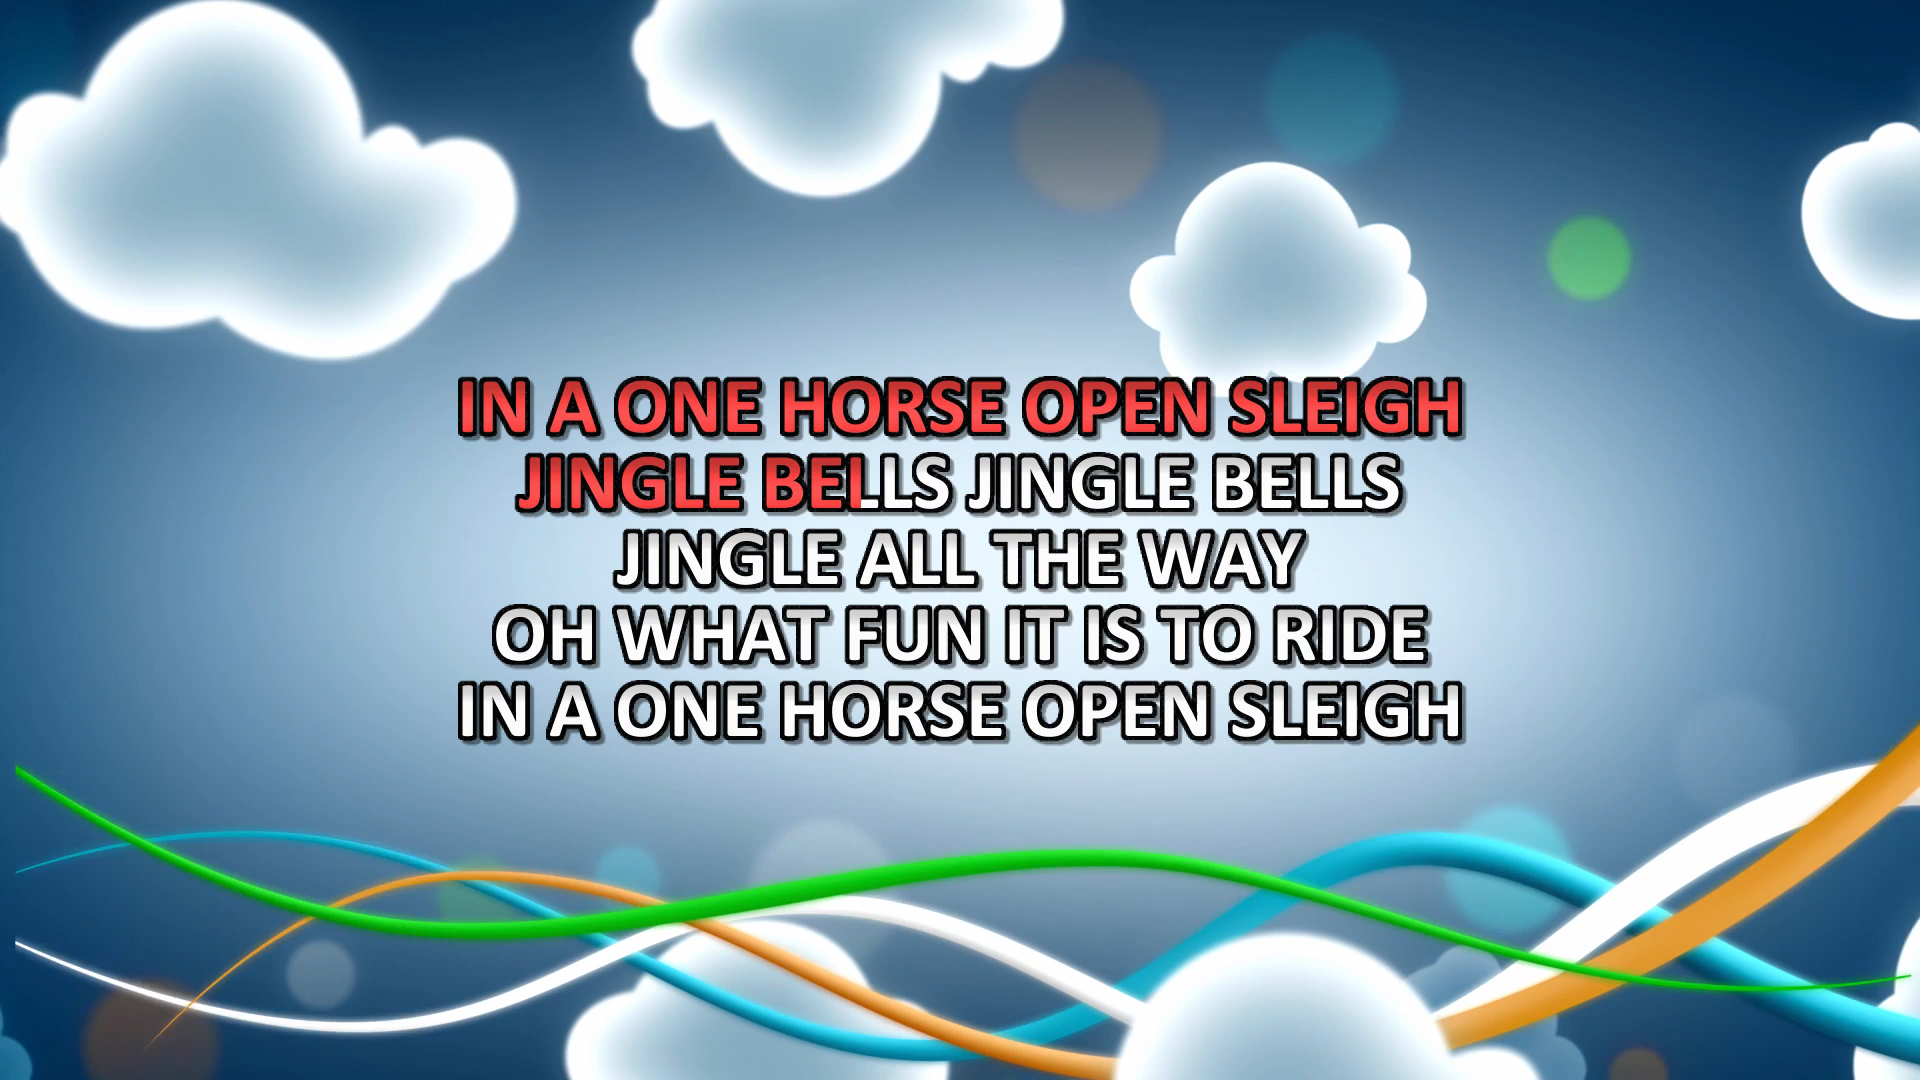 IN A ONE HORSE OPEN SLEIGH
JINGLE BELLS JINGLE BELLS
JINGLE ALL THE WAY
OH WHAT FUN IT IS TO RIDE
IN A ONE HORSE OPEN SLEIGH